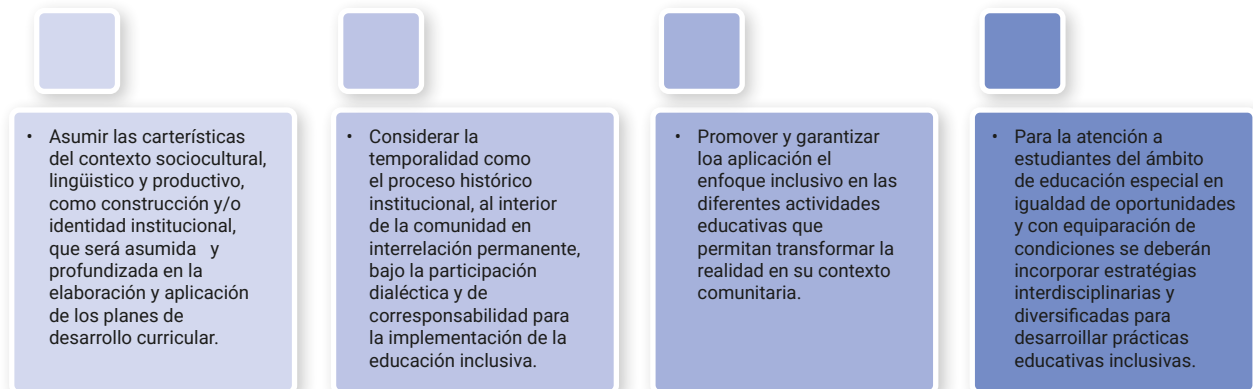 • Asumir las carterísticas
del contexto sociocultural,
lingüistico y productivo,
como construcción y/o
identidad institucional,
que será asumida y
profundizada en la
elaboración y aplicación
de los planes de
desarrollo curricular.
• Considerar la
temporalidad como
el proceso histórico
institucional, al interior
de la comunidad en
interrelación permanente,
bajo la participación
dialéctica y de
corresponsabilidad para
la implementación de la
educación inclusiva.
• Promover y garantizar
loa aplicación el
enfoque inclusivo en las
diferentes actividades
educativas que
permitan transformar la
realidad en su contexto
comunitaria.
• Para la atención a
estudiantes del ámbito
de educación especial en
igualdad de oportunidades
y con equiparación de
condiciones se deberán
incorporar estratégias
interdisciplinarias y
diversificadas para
desarroillar prácticas
educativas inclusivas.